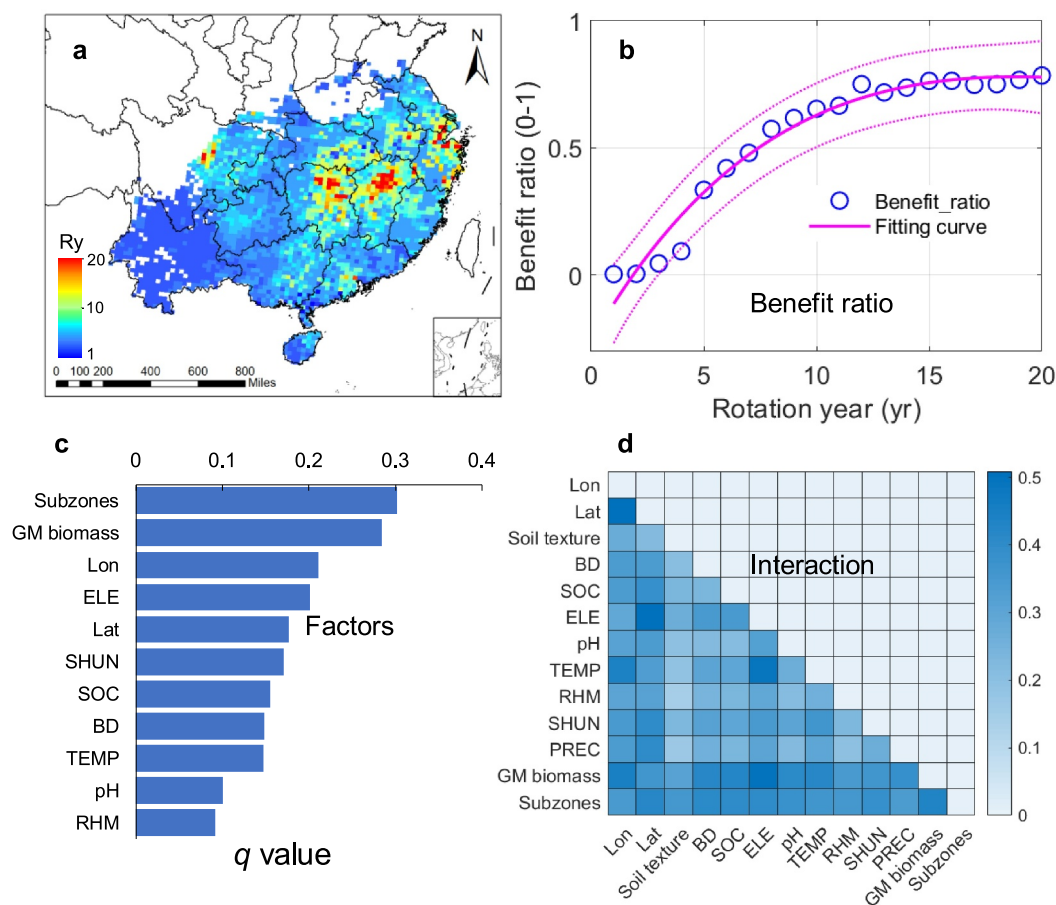 a
N
Ry
20
10
1
0 100 200 400 600 800
Miles
b
Benefit ratio (0-1)
1
0.5
0
Benefit_ratio
Fitting curve
Benefit ratio
0 5 10 15 20
Rotation year (yr)
c
0 0.1 0.2 0.3 0.4
Subzones
GM biomass
Lon
ELE
Lat
SHUN
SOC
BD
TEMP
pH
RHM
Factors
q value
d
Lon
Lat
Soil texture
BD
SOC
ELE
pH
TEMP
RHM
SHUN
PREC
GM biomass
Subzones
Interaction
Lon Lat Soil texture BD SOC ELE pH TEMP RHM SHUN PREC GM biomass Subzones
0.5
0.4
0.3
0.2
0.1
0